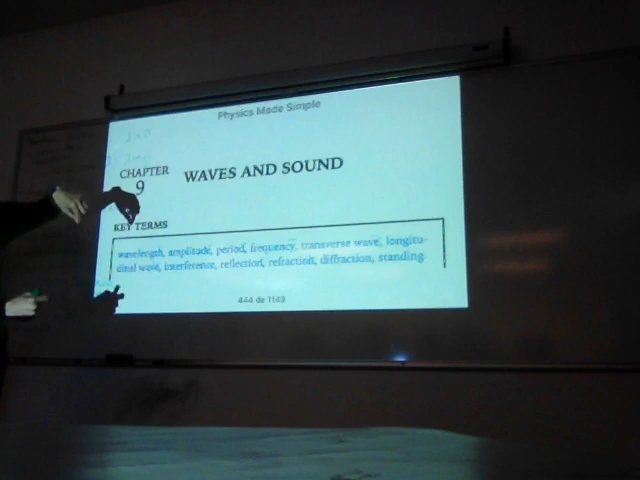 Physics Made Simple
CHAPTER
9
WAVES AND SOUND
KEY TERMS
wavelength, amplitude, period, frequency, transverse wave, longitu-
dinal wave, interference, reflection, refraction, diffraction, standing
444 de 1143